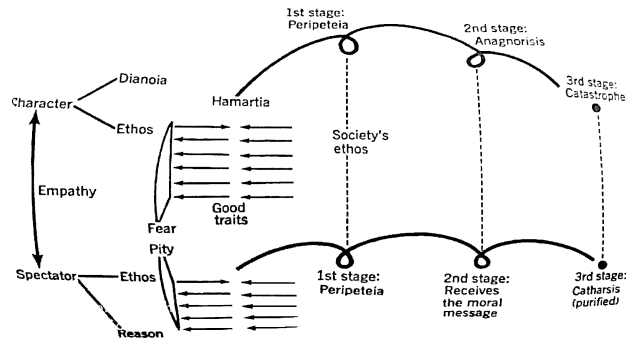 1st stage:
Peripeteia
2nd stage:
Anagnorisis
Dianoia
3rd stage:
Catastrophe
Character
Hamartia
Ethos
Society's
ethos
Empathy
Good
traits
Fear
Pity
Spectator
Ethos
1st stage:
Peripeteia
2nd stage:
Receives
the moral
message
3rd stage:
Catharsis
(purified)
Reason